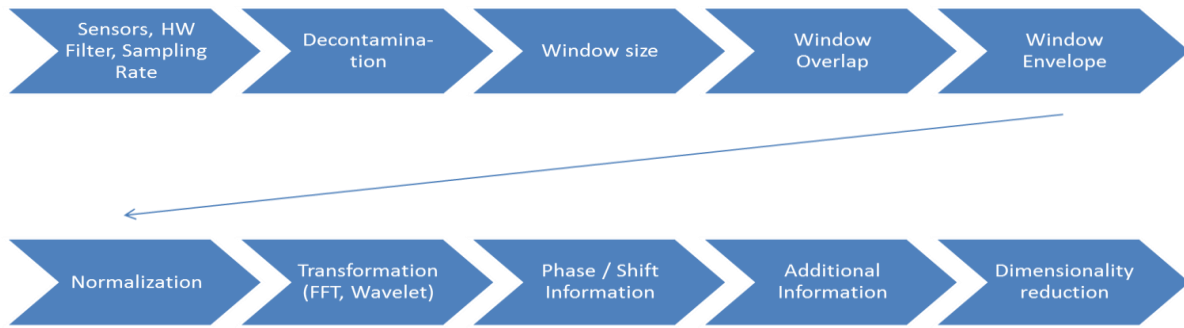 Sensors, HW
Filter, Sampling
Rate
Decontamina-
tion
Window size
Window
Overlap
Window
Envelope
Normalization
Transformation
(FFT, Wavelet)
Phase / Shift
Information
Additional
Information
Dimensionality
reduction